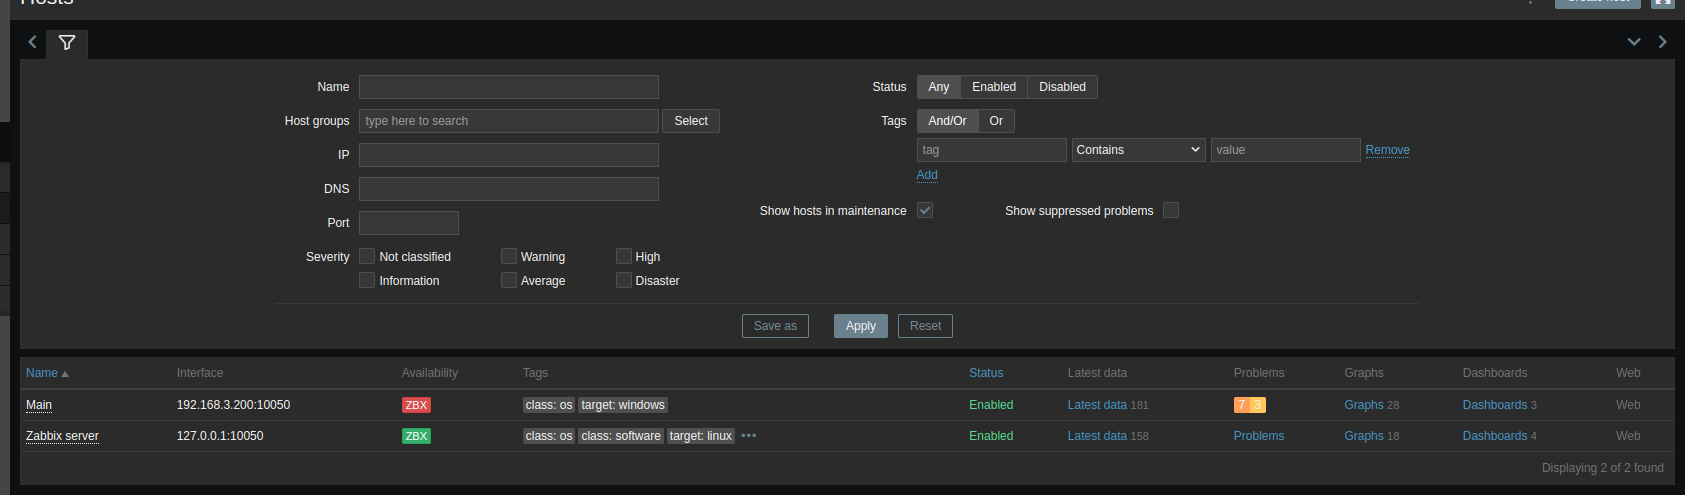 Hosts
Create host
Name
Status Any Enabled Disabled
Host groups type here to search Select
Tags And/Or Or
IP
tag Contains value Remove
DNS
Add
Port
Show hosts in maintenance Show suppressed problems
Severity Not classified Warning High
Information Average Disaster
Save as Apply Reset
Name Interface Availability Tags Status Latest data Problems Graphs Dashboards Web
Main 192.168.3.200:10050 ZBX class: os target: windows Enabled Latest data 181 7 3 Graphs 28 Dashboards 3 Web
Zabbix server 127.0.0.1:10050 ZBX class: os class: software target: linux ••• Enabled Latest data 158 Problems Graphs 18 Dashboards 4 Web
Displaying 2 of 2 found